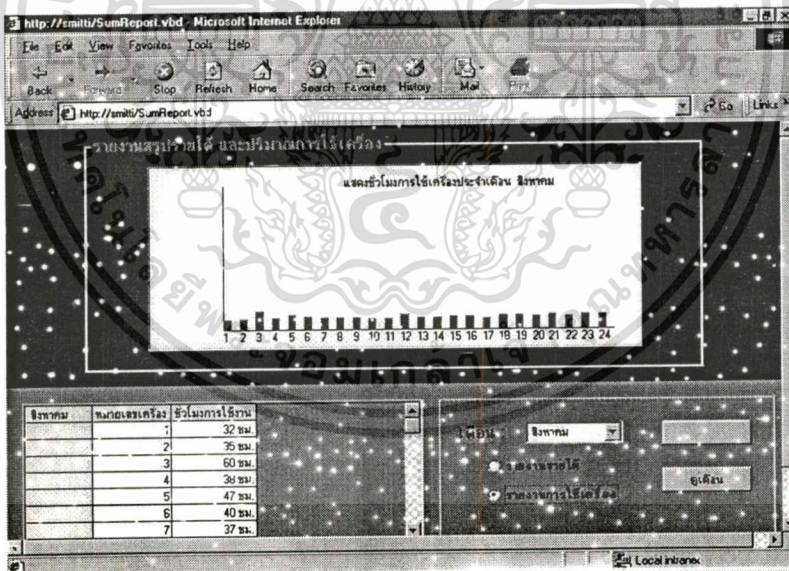 http://smitti/SumReport.vbd - Microsoft Internet Explorer
File Edit View Favorites Tools Help
Back Forward Stop Refresh Home Search Favorites History Mail Print
Address http://smitti/SumReport.vbd Go Links
รายงานสรุปรายได้ และปริมาณการใช้เครื่อง
แสดงชั่วโมงการใช้เครื่องประจำเดือน สิงหาคม
1 2 3 4 5 6 7 8 9 10 11 12 13 14 15 16 17 18 19 20 21 22 23 24
สิงหาคม หมายเลขเครื่อง ชั่วโมงการใช้งาน
1 32 ชม.
2 35 ชม.
3 60 ชม.
4 38 ชม.
5 47 ชม.
6 40 ชม.
7 37 ชม.
เดือน : สิงหาคม
รายงานรายได้
รายงานการใช้เครื่อง
ดูเดือน
Local intranet